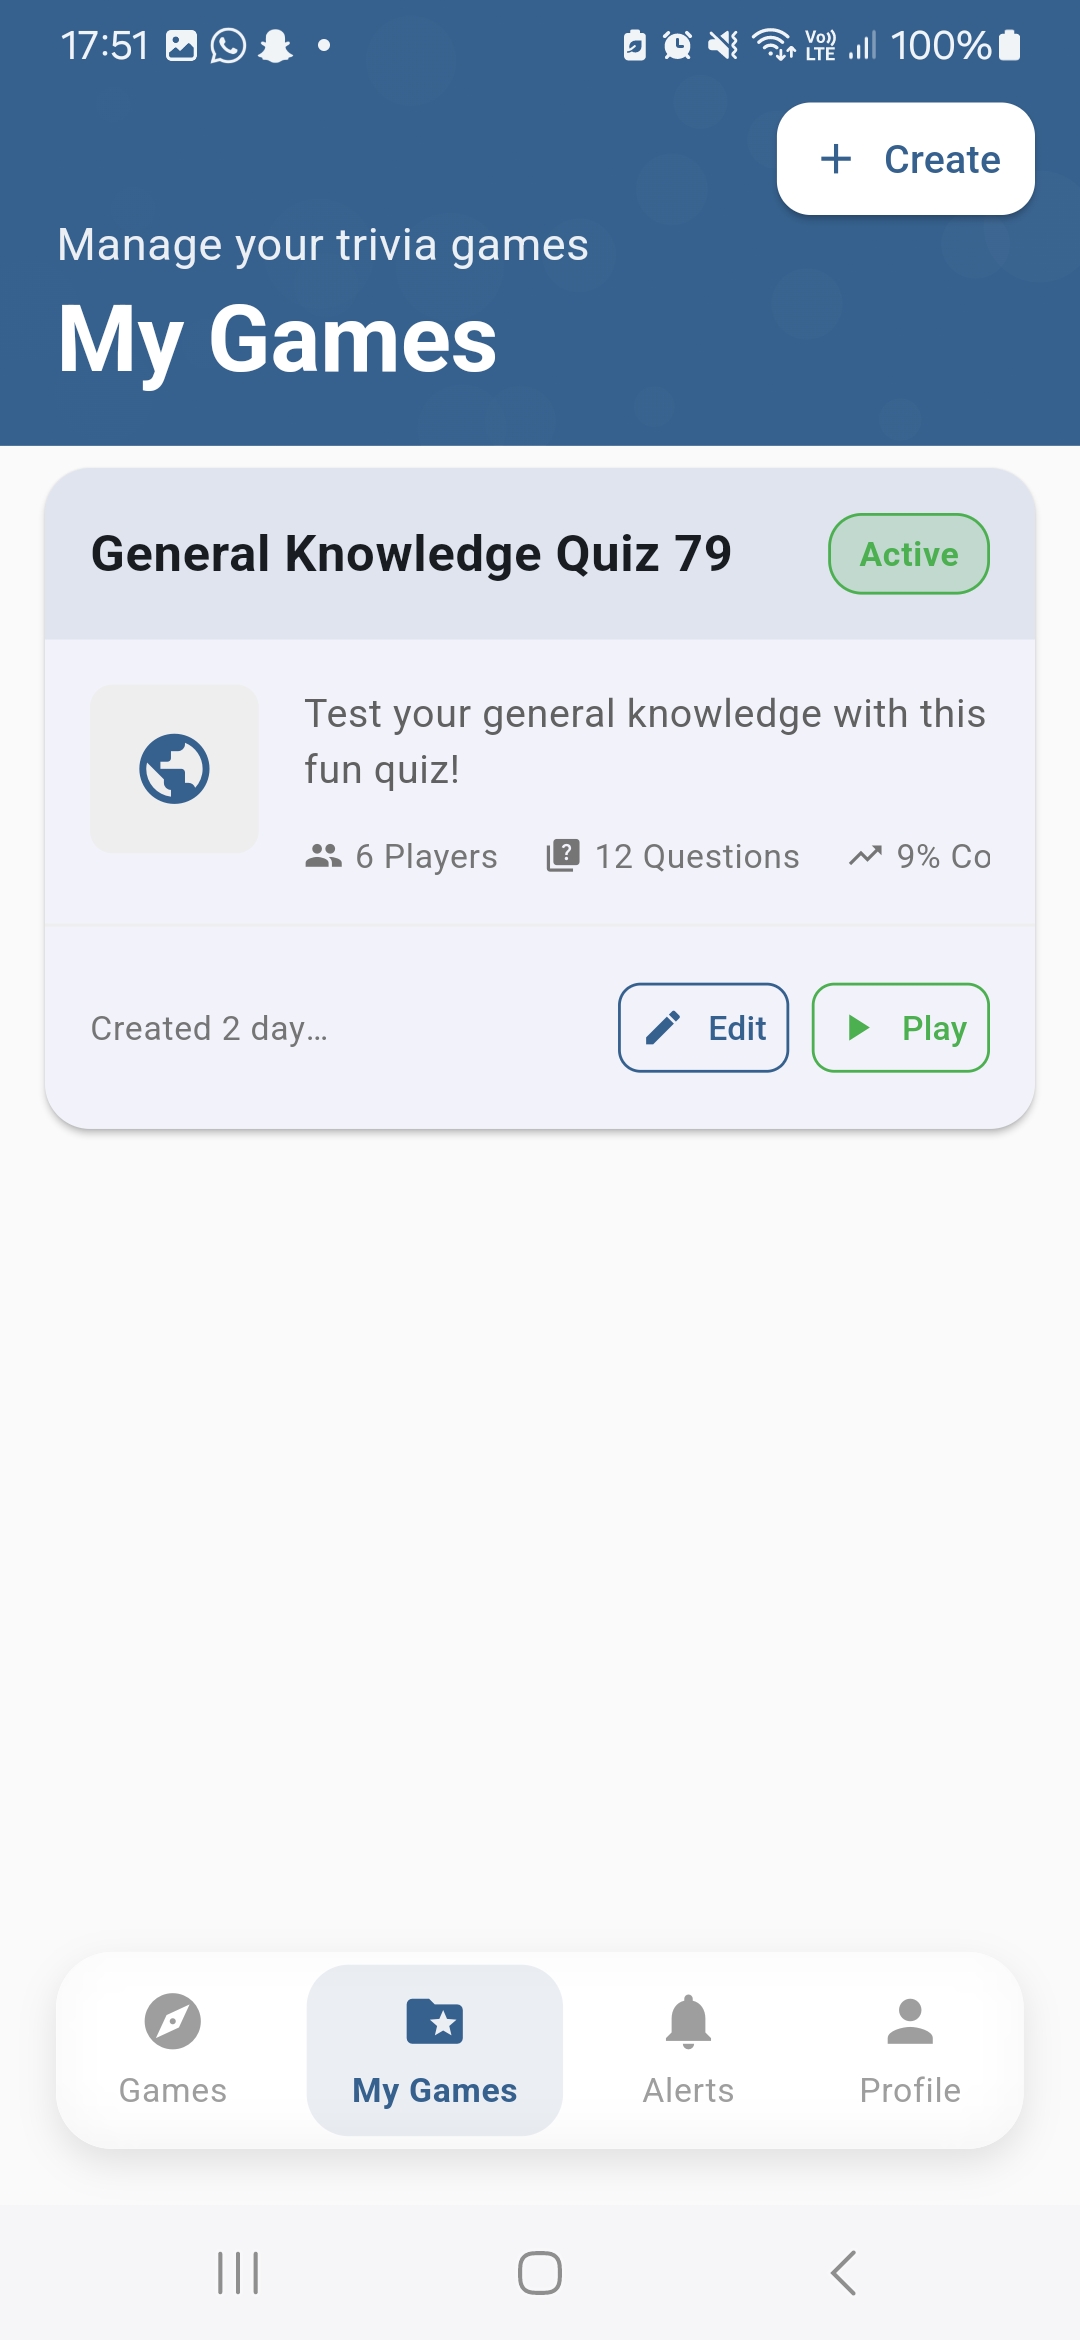 17:51
Vo)) LTE
100%
Create
Manage your trivia games
My Games
General Knowledge Quiz 79
Active
Test your general knowledge with this
fun quiz!
6 Players
? 12 Questions
9% Co
Created 2 day…
Edit
Play
Games
My Games
Alerts
Profile